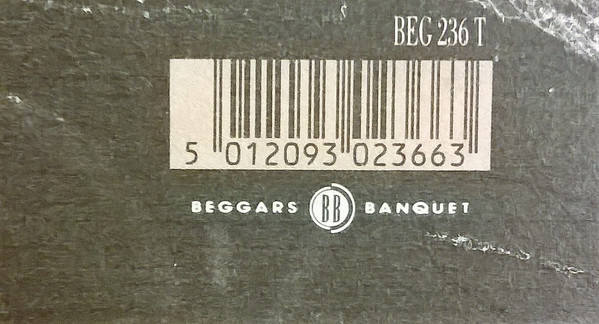 BEG 236 T
5 012093 023663
BEGGARS BB BANQUET